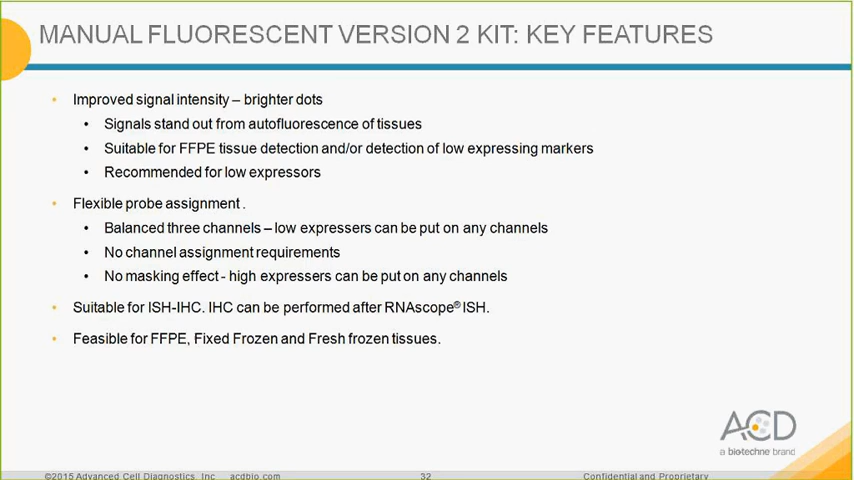 MANUAL FLUORESCENT VERSION 2 KIT: KEY FEATURES
• Improved signal intensity – brighter dots
• Signals stand out from autofluorescence of tissues
• Suitable for FFPE tissue detection and/or detection of low expressing markers
• Recommended for low expressors
• Flexible probe assignment .
• Balanced three channels – low expressers can be put on any channels
• No channel assignment requirements
• No masking effect - high expressers can be put on any channels
• Suitable for ISH-IHC. IHC can be performed after RNAscope® ISH.
• Feasible for FFPE, Fixed Frozen and Fresh frozen tissues.
ACD
a biotechne brand
©2015 Advanced Cell Diagnostics, Inc acdbio.com 32 Confidential and Proprietary